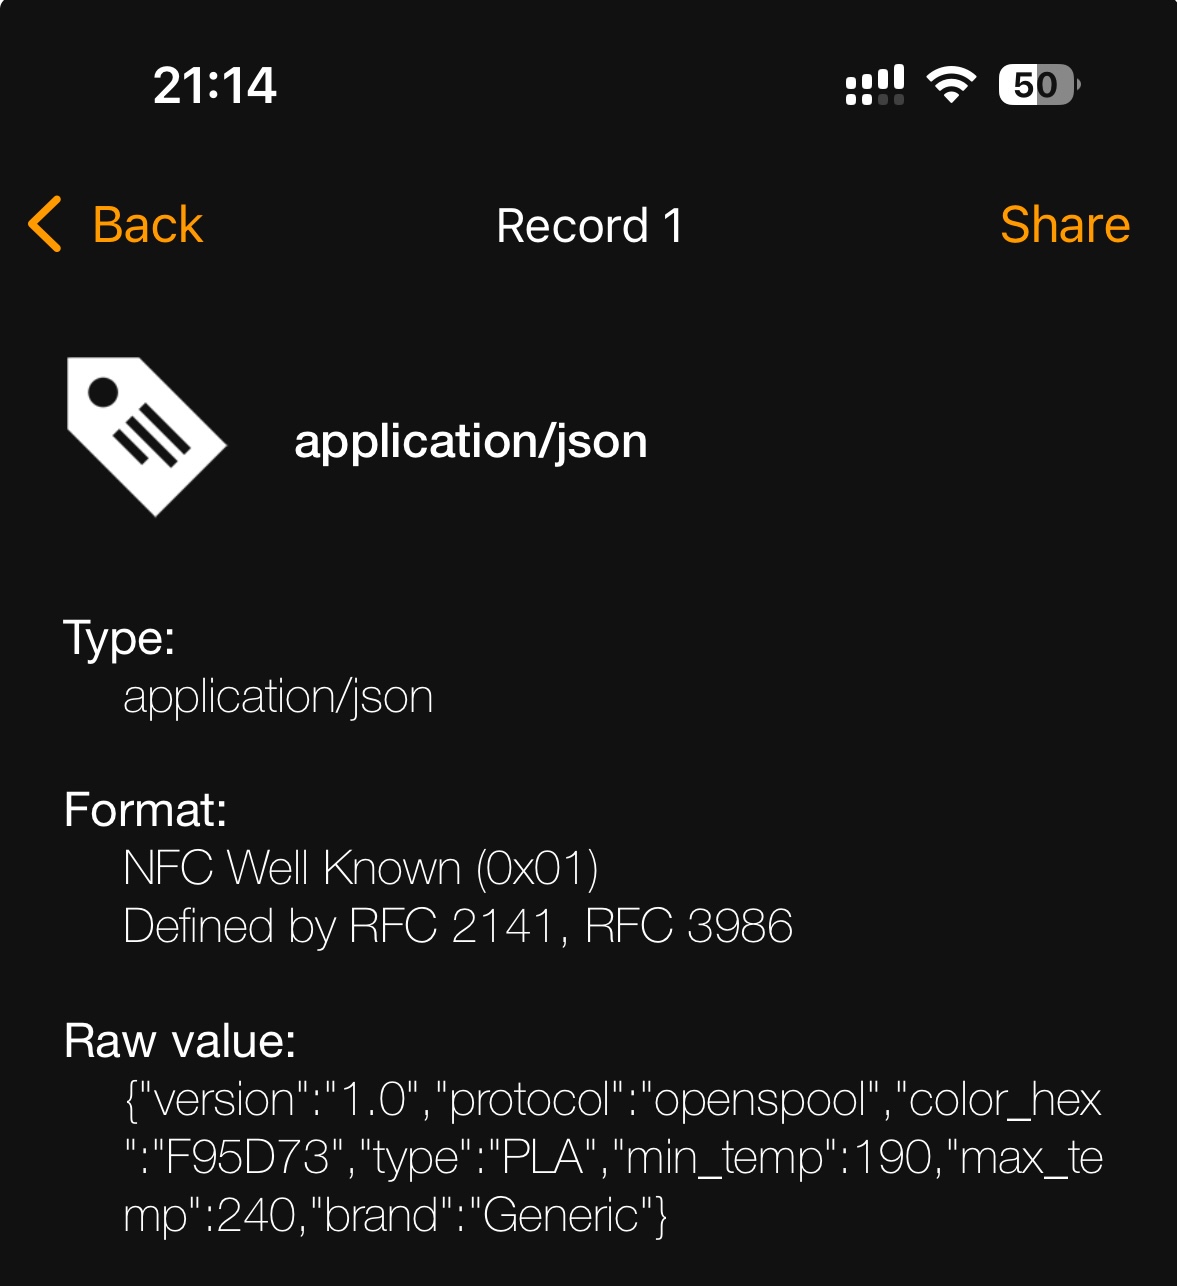 21:14
50
Back
Record 1
Share
application/json
Type:
application/json
Format:
NFC Well Known (0x01)
Defined by RFC 2141, RFC 3986
Raw value:
{"version":"1.0","protocol":"openspool","color_hex
":"F95D73","type":"PLA","min_temp":190,"max_te
mp":240,"brand":"Generic"}